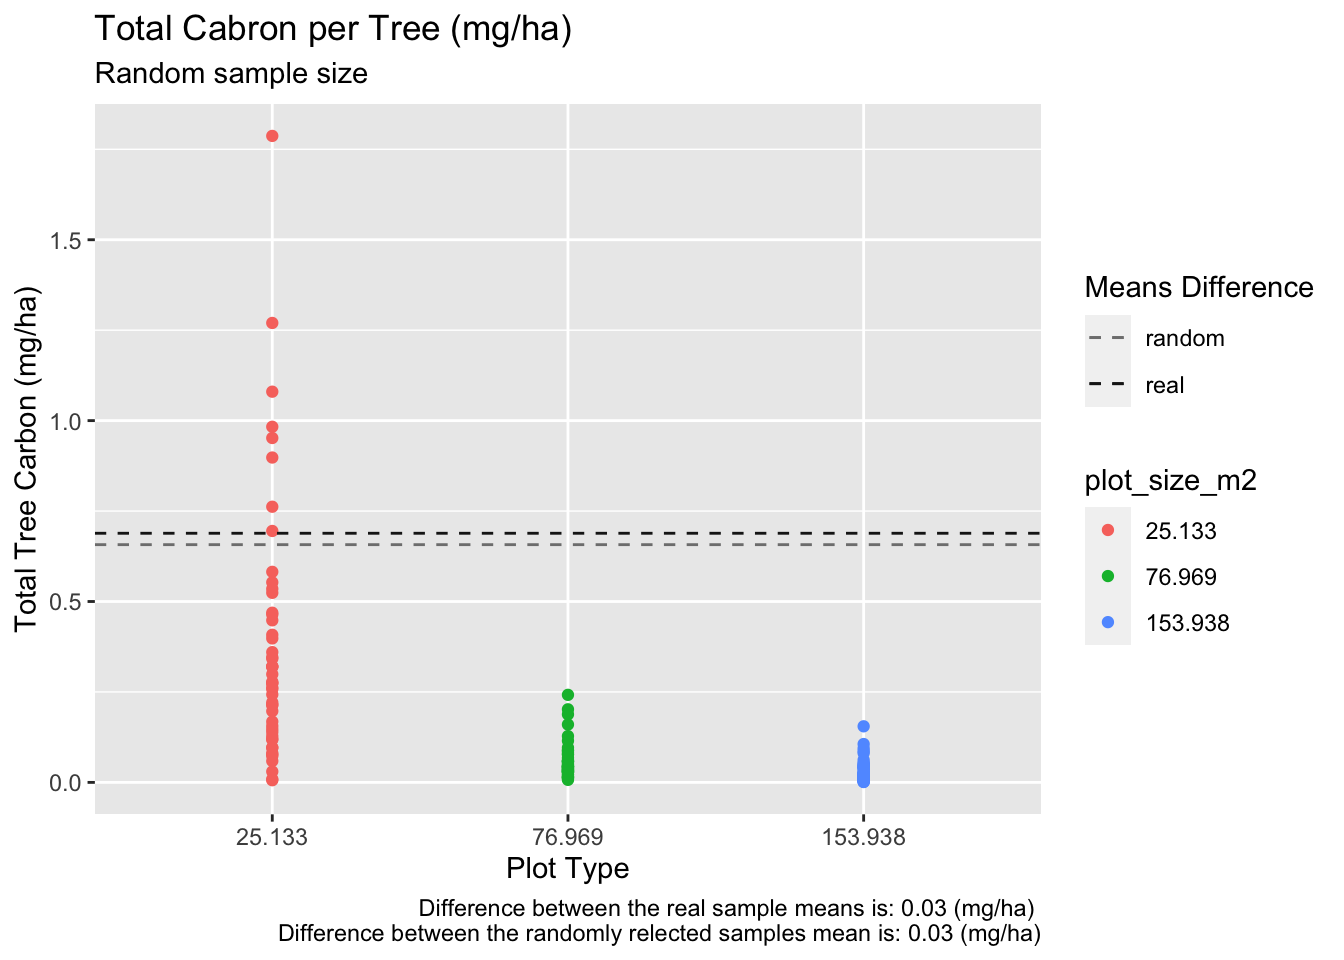 Total Cabron per Tree (mg/ha)
Random sample size
Total Tree Carbon (mg/ha)
1.5
1.0
0.5
0.0
25.133
76.969
153.938
Plot Type
Means Difference
random
real
plot_size_m2
25.133
76.969
153.938
Difference between the real sample means is: 0.03 (mg/ha)
Difference between the randomly relected samples mean is: 0.03 (mg/ha)